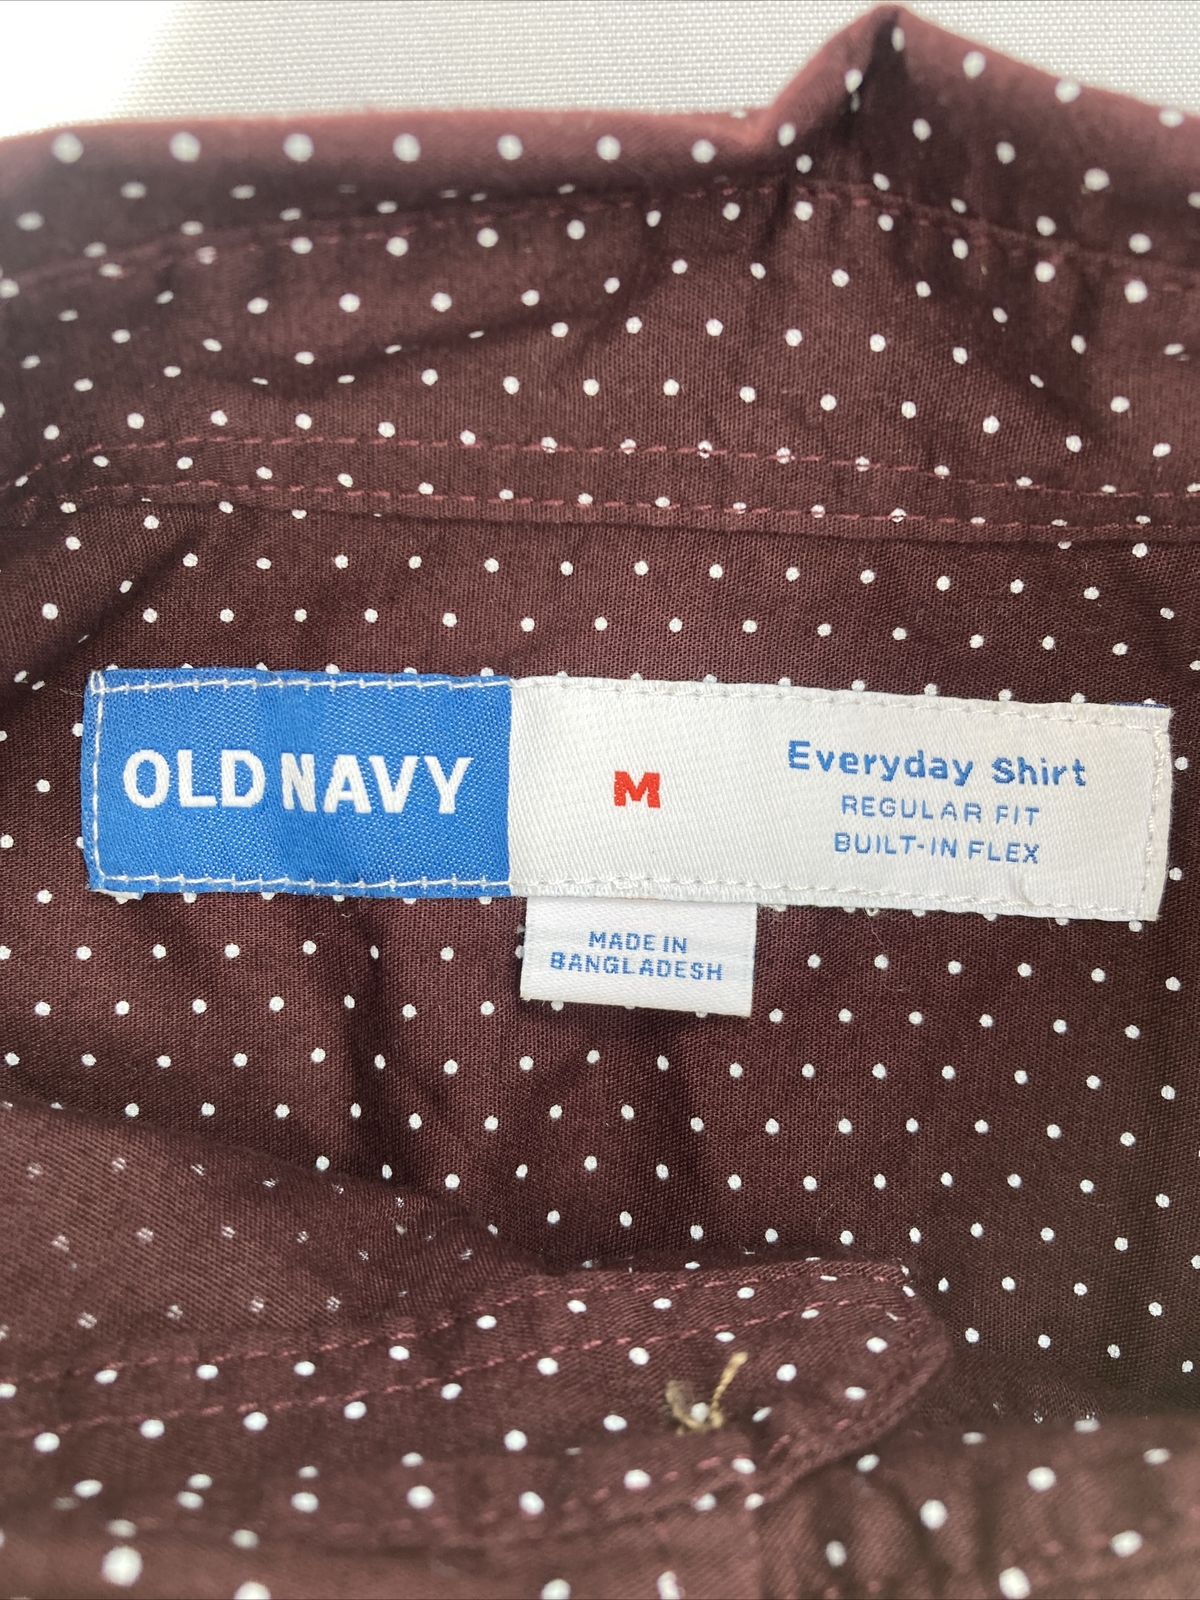 OLD NAVY
M
Everyday Shirt
REGULAR FIT
BUILT-IN FLEX
MADE IN
BANGLADESH